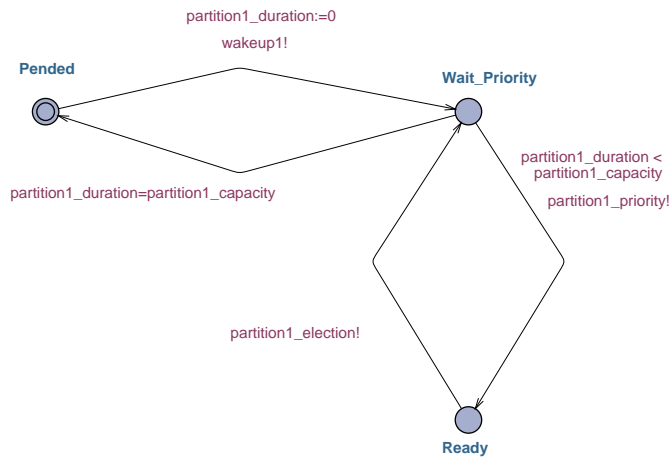 partition1_duration:=0
wakeup1!
Pended
Wait_Priority
partition1_duration <
partition1_capacity
partition1_priority!
partition1_duration=partition1_capacity
partition1_election!
Ready